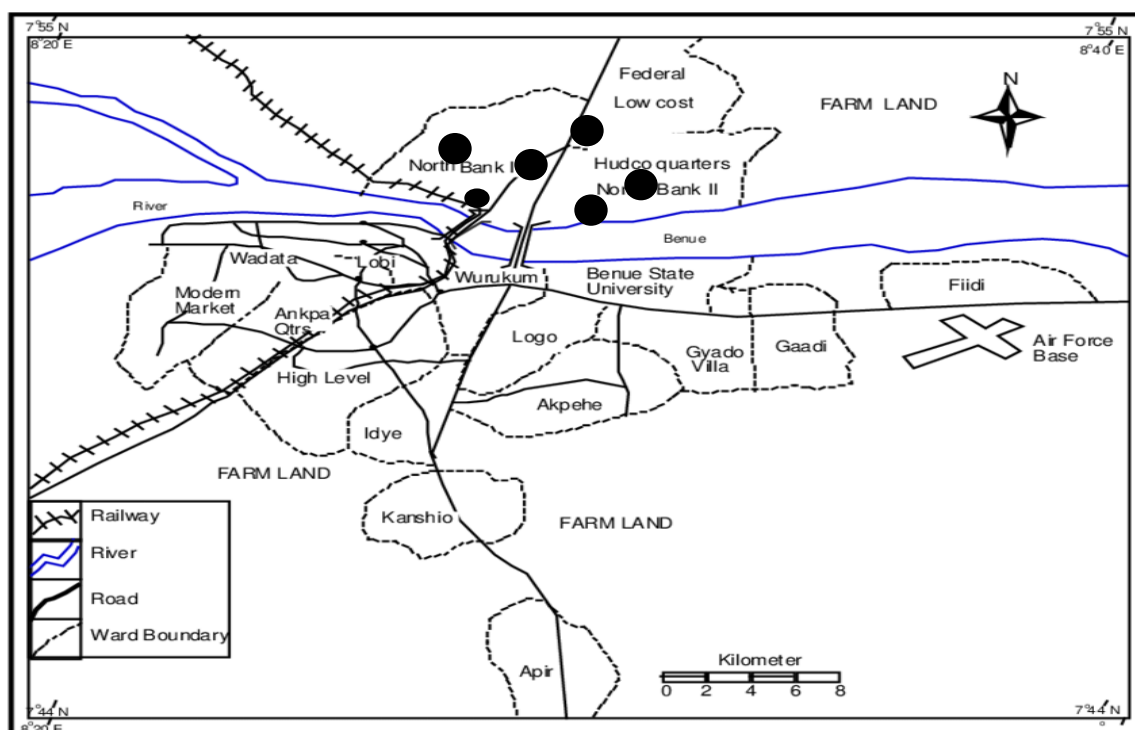 7°55 N
8°20 E
7°55 N
8°40 E
N
Federal
Low cost
FARM LAND
North Bank I
Hudco quarters
North Bank II
River
Benue
Wadata
Lobi
Wurukum
Benue State
University
Fiidi
Modern
Market
Ankpa
Qtrs
Logo
Gyado
Villa
Gaadi
Air Force
Base
High Level
Akpehe
Idye
FARM LAND
Kanshio
FARM LAND
Railway
River
Road
Ward Boundary
Apir
Kilometer
0 2 4 6 8
7°44 N
7°44 N